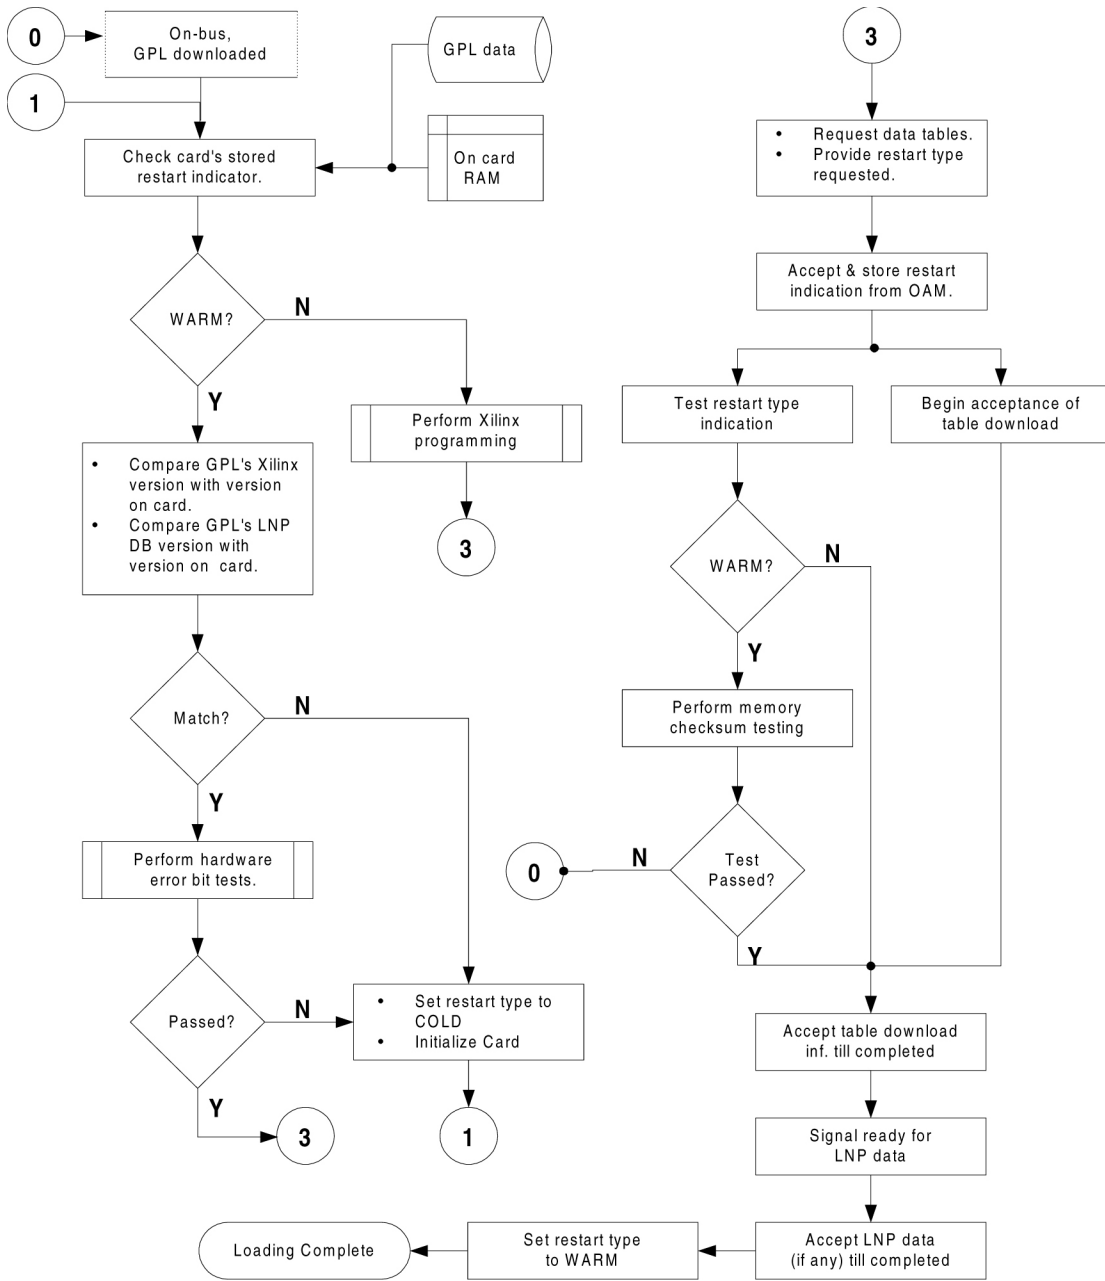 0
On-bus,
GPL downloaded
GPL data
1
Check card's stored
restart indicator.
On card
RAM
WARM?
N
Y
Perform Xilinx
programming
3
• Compare GPL's Xilinx
version with version
on card.
• Compare GPL's LNP
DB version with
version on card.
Match?
N
Y
Perform hardware
error bit tests.
Passed?
N
Y
3
• Set restart type to
COLD
• Initialize Card
1
3
• Request data tables.
• Provide restart type
requested.
Accept & store restart
indication from OAM.
Test restart type
indication
Begin acceptance of
table download
WARM?
N
Y
Perform memory
checksum testing
Test
Passed?
N
0
Y
Accept table download
inf. till completed
Signal ready for
LNP data
Accept LNP data
(if any) till completed
Set restart type
to WARM
Loading Complete